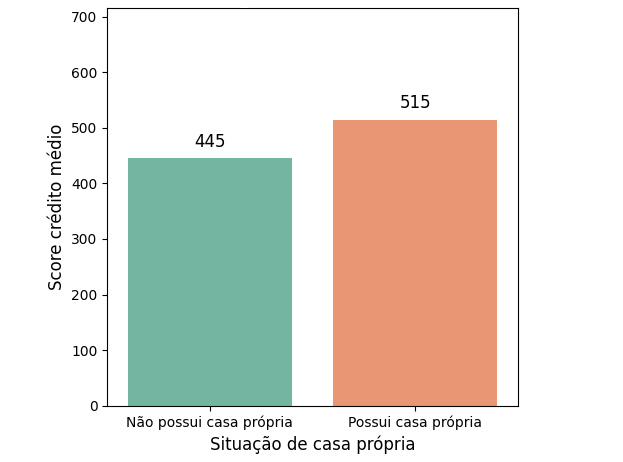 700
600
500
400
300
200
100
0
Score crédito médio
445
515
Não possui casa própria
Possui casa própria
Situação de casa própria